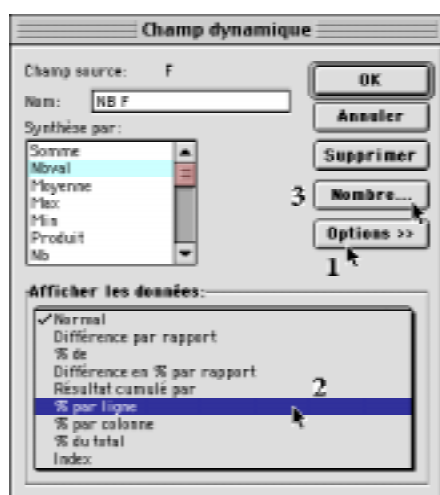 Champ dynamique
Champ source: F
Nom: NB F
Synthèse par:
Somme
Nbval
Moyenne
Max
Min
Produit
Nb
OK
Annuler
Supprimer
3 Nombre...
Options >>
1
Afficher les données:
✓Normal
Différence par rapport
% de
Différence en % par rapport
Résultat cumulé par
% par ligne
2
% par colonne
% du total
Index